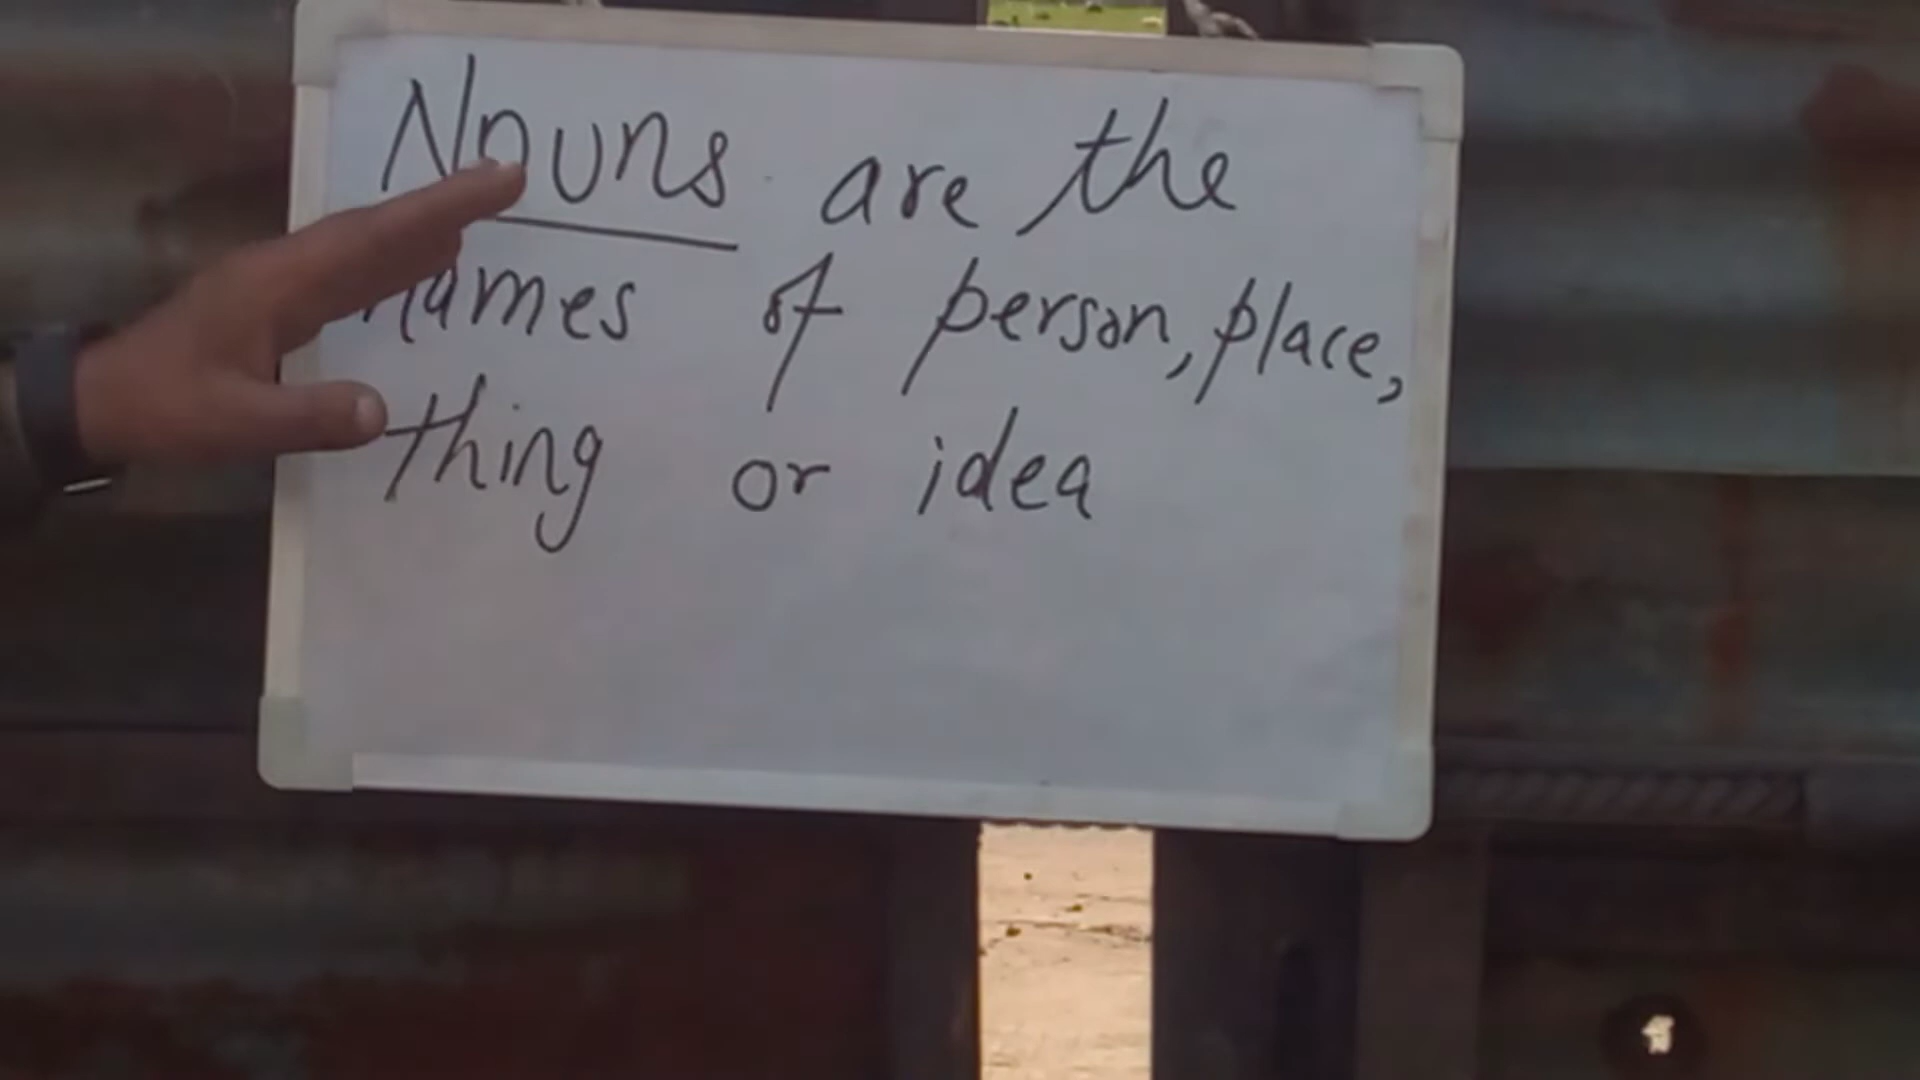 Nouns are the
names of person, place,
thing or idea